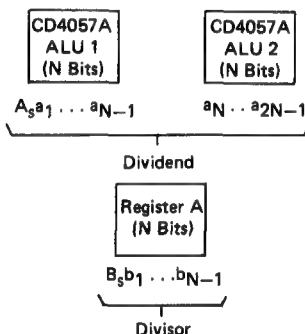 CD4057A CD4057A
ALU 1 ALU 2
(N Bits) (N Bits)
Asa1 . . . aN−1 aN . . a2N−1
Dividend
Register A
(N Bits)
Bsb1 . . . bN−1
Divisor